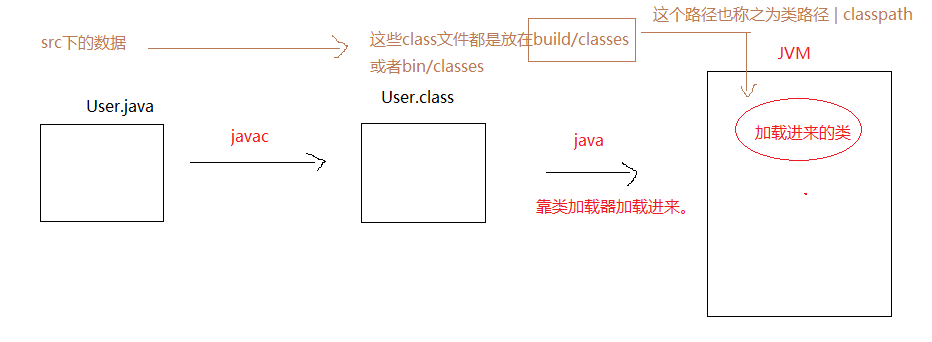 这个路径也称之为类路径 | classpath
src下的数据
这些class文件都是放在build/classes
或者bin/classes
JVM
User.java
User.class
加载进来的类
javac
java
靠类加载器加载进来。